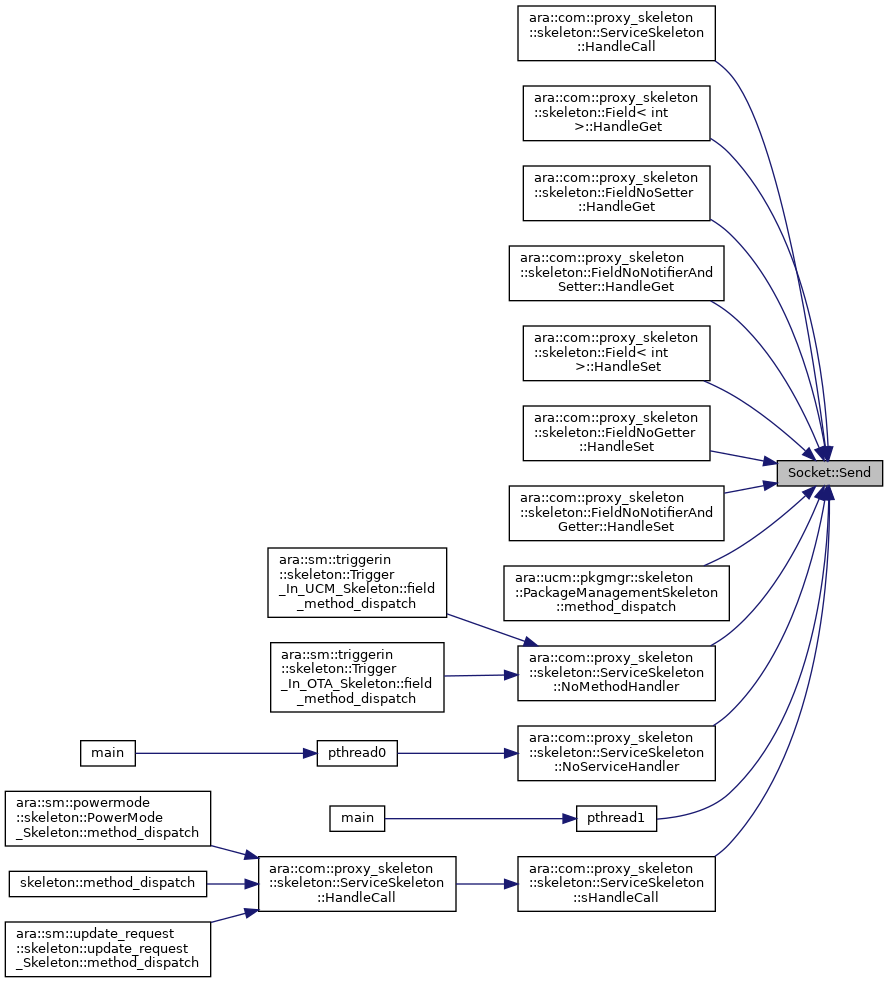 ara::com::proxy_skeleton
::skeleton::ServiceSkeleton
::HandleCall
ara::com::proxy_skeleton
::skeleton::Field< int
>::HandleGet
ara::com::proxy_skeleton
::skeleton::FieldNoSetter
::HandleGet
ara::com::proxy_skeleton
::skeleton::FieldNoNotifierAnd
Setter::HandleGet
ara::com::proxy_skeleton
::skeleton::Field< int
>::HandleSet
ara::com::proxy_skeleton
::skeleton::FieldNoGetter
::HandleSet
Socket::Send
ara::com::proxy_skeleton
::skeleton::FieldNoNotifierAnd
Getter::HandleSet
ara::ucm::pkgmgr::skeleton
::PackageManagementSkeleton
::method_dispatch
ara::sm::triggerin
::skeleton::Trigger
_In_UCM_Skeleton::field
_method_dispatch
ara::sm::triggerin
::skeleton::Trigger
_In_OTA_Skeleton::field
_method_dispatch
ara::com::proxy_skeleton
::skeleton::ServiceSkeleton
::NoMethodHandler
main
pthread0
ara::com::proxy_skeleton
::skeleton::ServiceSkeleton
::NoServiceHandler
main
pthread1
ara::sm::powermode
::skeleton::PowerMode
_Skeleton::method_dispatch
skeleton::method_dispatch
ara::sm::update_request
::skeleton::update_request
_Skeleton::method_dispatch
ara::com::proxy_skeleton
::skeleton::ServiceSkeleton
::HandleCall
ara::com::proxy_skeleton
::skeleton::ServiceSkeleton
::sHandleCall